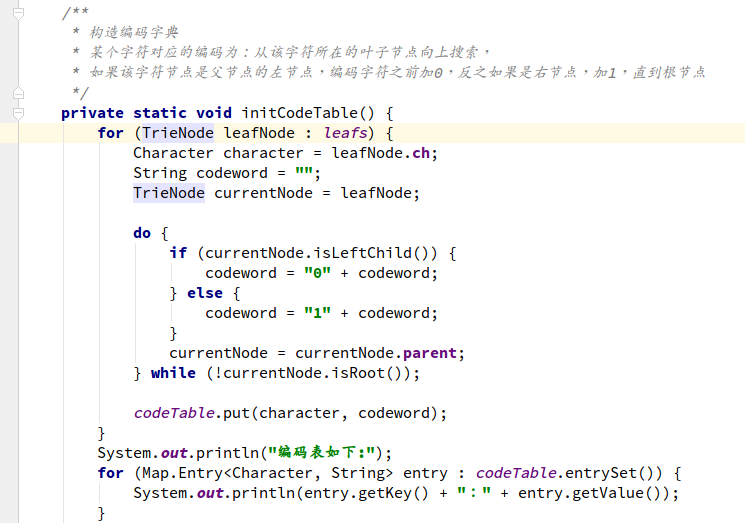 /**
 * 构造编码字典
 * 某个字符对应的编码为：从该字符所在的叶子节点向上搜索，
 * 如果该字符节点是父节点的左节点，编码字符之前加0，反之如果是右节点，加1，直到根节点
 */
private static void initCodeTable() {
    for (TrieNode leafNode : leafs) {
        Character character = leafNode.ch;
        String codeword = "";
        TrieNode currentNode = leafNode;

        do {
            if (currentNode.isLeftChild()) {
                codeword = "0" + codeword;
            } else {
                codeword = "1" + codeword;
            }
            currentNode = currentNode.parent;
        } while (!currentNode.isRoot());

        codeTable.put(character, codeword);
    }
    System.out.println("编码表如下:");
    for (Map.Entry<Character, String> entry : codeTable.entrySet()) {
        System.out.println(entry.getKey() + "：" + entry.getValue());
    }